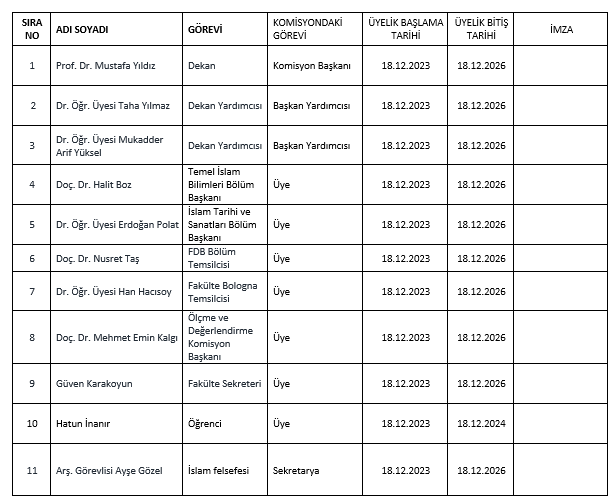 SIRA NO ADI SOYADI GÖREVİ KOMİSYONDAKİ GÖREVİ ÜYELİK BAŞLAMA TARİHİ ÜYELİK BİTİŞ TARİHİ İMZA
1 Prof. Dr. Mustafa Yıldız Dekan Komisyon Başkanı 18.12.2023 18.12.2026
2 Dr. Öğr. Üyesi Taha Yılmaz Dekan Yardımcısı Başkan Yardımcısı 18.12.2023 18.12.2026
3 Dr. Öğr. Üyesi Mukadder Arif Yüksel Dekan Yardımcısı Başkan Yardımcısı 18.12.2023 18.12.2026
4 Doç. Dr. Halit Boz Temel İslam Bilimleri Bölüm Başkanı Üye 18.12.2023 18.12.2026
5 Dr. Öğr. Üyesi Erdoğan Polat İslam Tarihi ve Sanatları Bölüm Başkanı Üye 18.12.2023 18.12.2026
6 Doç. Dr. Nusret Taş FDB Bölüm Temsilcisi Üye 18.12.2023 18.12.2026
7 Dr. Öğr. Üyesi Han Hacısoy Fakülte Bologna Temsilcisi Üye 18.12.2023 18.12.2026
8 Doç. Dr. Mehmet Emin Kalgı Ölçme ve Değerlendirme Komisyon Başkanı Üye 18.12.2023 18.12.2026
9 Güven Karakoyun Fakülte Sekreteri Üye 18.12.2023 18.12.2026
10 Hatun İnanır Öğrenci Üye 18.12.2023 18.12.2024
11 Arş. Görevlisi Ayşe Gözel İslam felsefesi Sekretarya 18.12.2023 18.12.2026